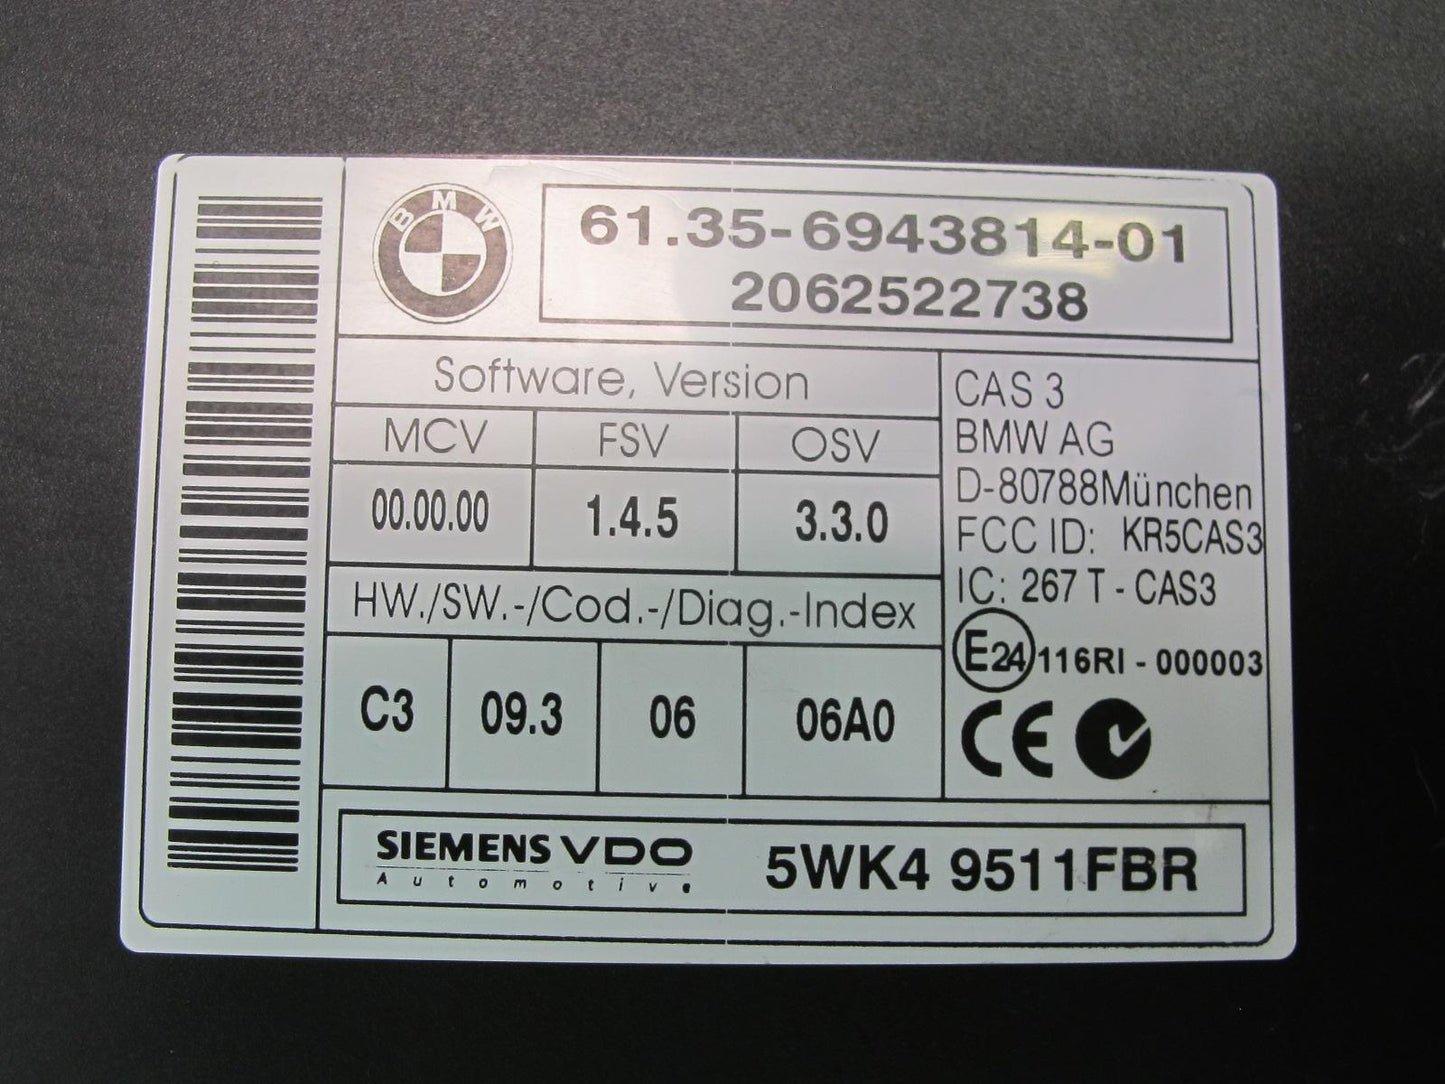 BMW
61.35-6943814-01
2062522738
Software, Version
MCV FSV OSV
00.00.00 1.4.5 3.3.0
HW./SW.-/Cod.-/Diag.-Index
C3 09.3 06 06A0
CAS 3
BMW AG
D-80788München
FCC ID: KR5CAS3
IC: 267 T - CAS3
E24 116RI - 000003
CE
SIEMENS VDO
Automotive
5WK4 9511FBR